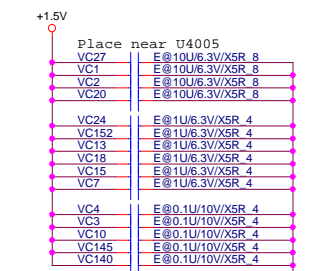 +1.5V
Place near U4005
VC27 E@10U/6.3V/X5R_8
VC1 E@10U/6.3V/X5R_8
VC2 E@10U/6.3V/X5R_8
VC20 E@10U/6.3V/X5R_8
VC24 E@1U/6.3V/X5R_4
VC152 E@1U/6.3V/X5R_4
VC13 E@1U/6.3V/X5R_4
VC18 E@1U/6.3V/X5R_4
VC15 E@1U/6.3V/X5R_4
VC7 E@1U/6.3V/X5R_4
VC4 E@0.1U/10V/X5R_4
VC3 E@0.1U/10V/X5R_4
VC10 E@0.1U/10V/X5R_4
VC145 E@0.1U/10V/X5R_4
VC140 E@0.1U/10V/X5R_4